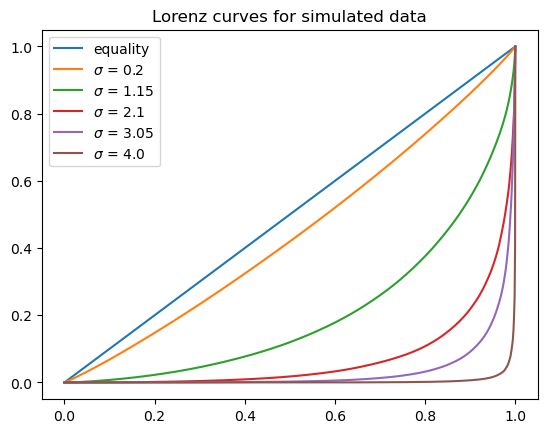 Lorenz curves for simulated data
equality
σ = 0.2
σ = 1.15
σ = 2.1
σ = 3.05
σ = 4.0
1.0
0.8
0.6
0.4
0.2
0.0
0.0 0.2 0.4 0.6 0.8 1.0